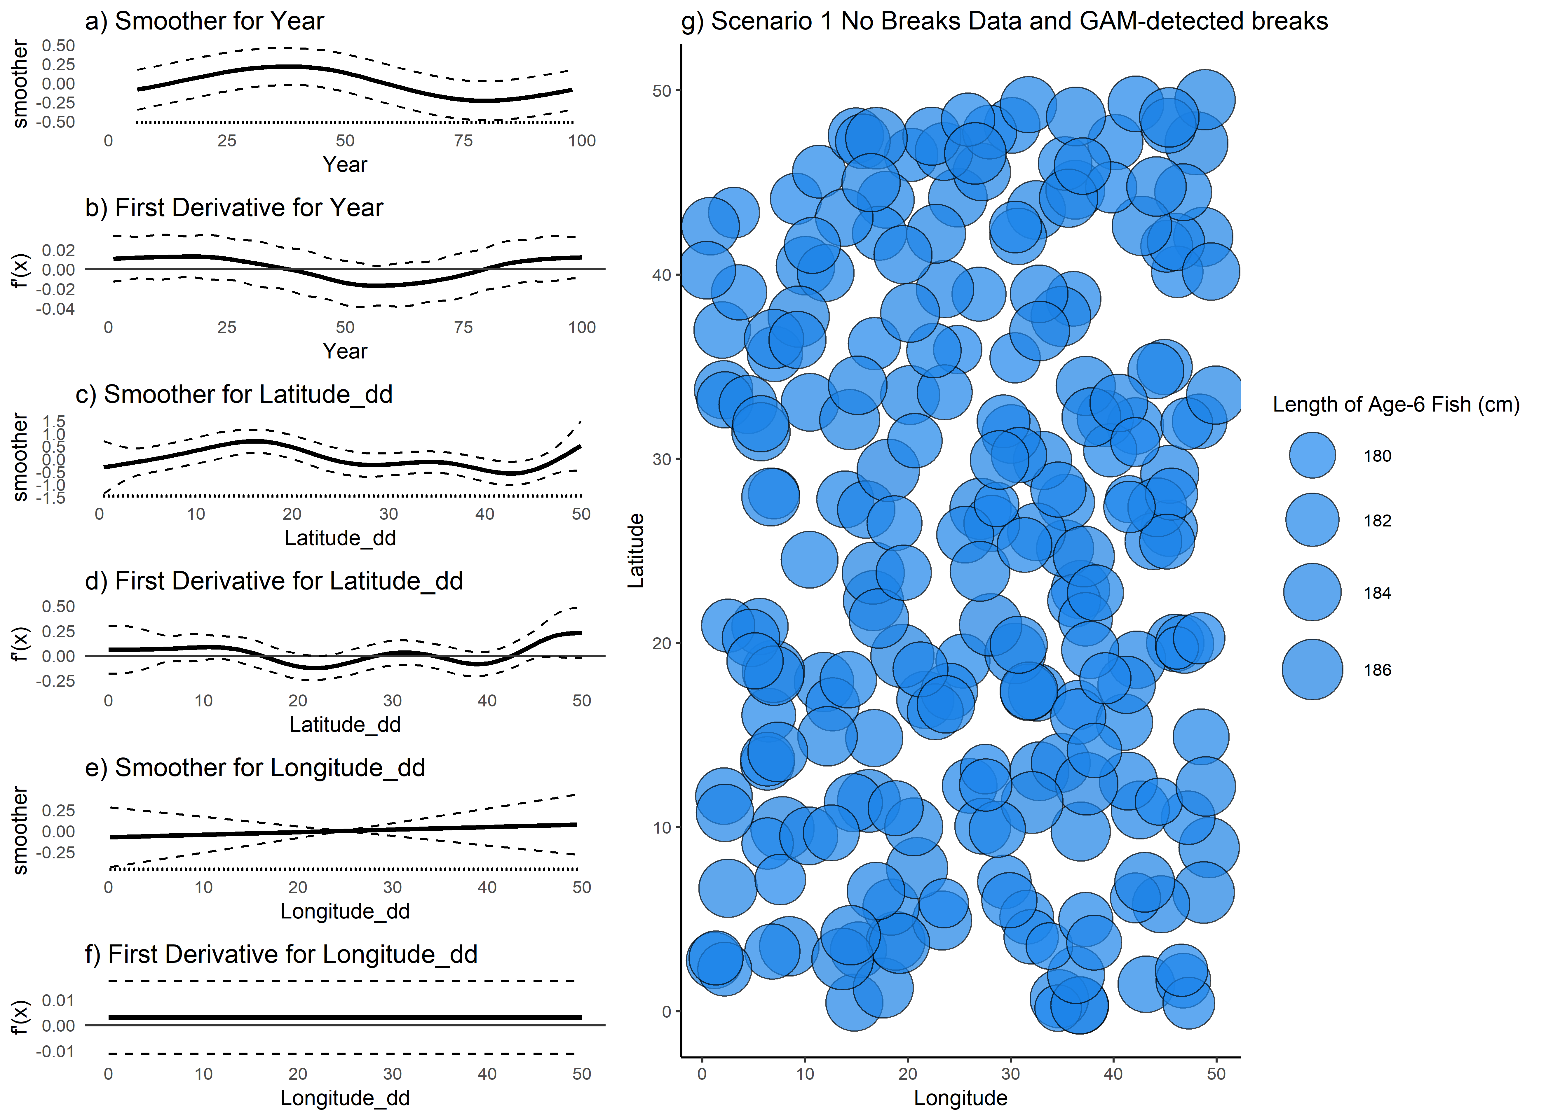 a) Smoother for Year
smoother
0.50
0.25
0.00
-0.25
-0.50
0 25 50 75 100
Year
b) First Derivative for Year
f'(x)
0.02
0.00
-0.02
-0.04
0 25 50 75 100
Year
c) Smoother for Latitude_dd
smoother
1.5
1.0
0.5
0.0
-0.5
-1.0
-1.5
0 10 20 30 40 50
Latitude_dd
d) First Derivative for Latitude_dd
f'(x)
0.50
0.25
0.00
-0.25
0 10 20 30 40 50
Latitude_dd
e) Smoother for Longitude_dd
smoother
0.25
0.00
-0.25
0 10 20 30 40 50
Longitude_dd
f) First Derivative for Longitude_dd
f'(x)
0.01
0.00
-0.01
0 10 20 30 40 50
Longitude_dd
g) Scenario 1 No Breaks Data and GAM-detected breaks
Latitude
50
40
30
20
10
0
0 10 20 30 40 50
Longitude
Length of Age-6 Fish (cm)
180
182
184
186